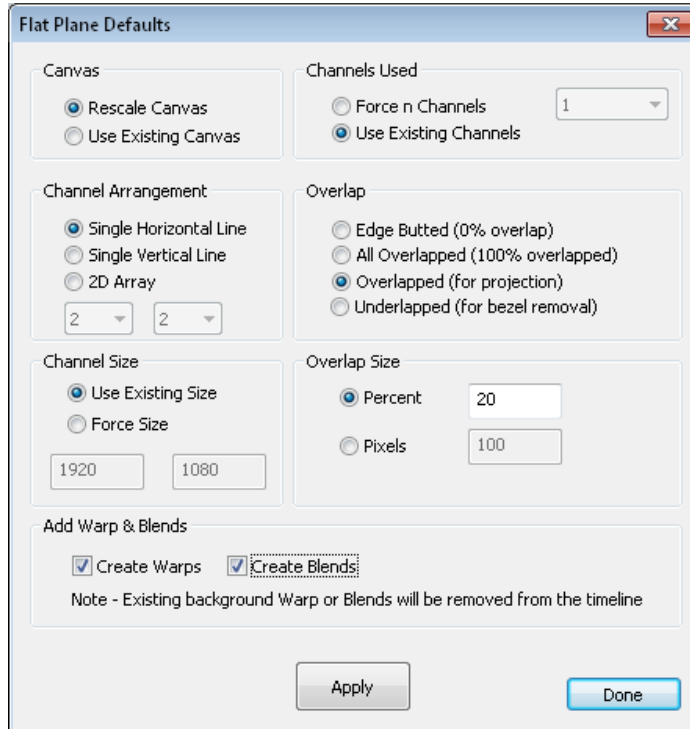 Flat Plane Defaults
Canvas
Rescale Canvas
Use Existing Canvas
Channels Used
Force n Channels
1
Use Existing Channels
Channel Arrangement
Single Horizontal Line
Single Vertical Line
2D Array
2 2
Overlap
Edge Butted (0% overlap)
All Overlapped (100% overlapped)
Overlapped (for projection)
Underlapped (for bezel removal)
Channel Size
Use Existing Size
Force Size
1920 1080
Overlap Size
Percent 20
Pixels 100
Add Warp & Blends
Create Warps Create Blends
Note - Existing background Warp or Blends will be removed from the timeline
Apply
Done